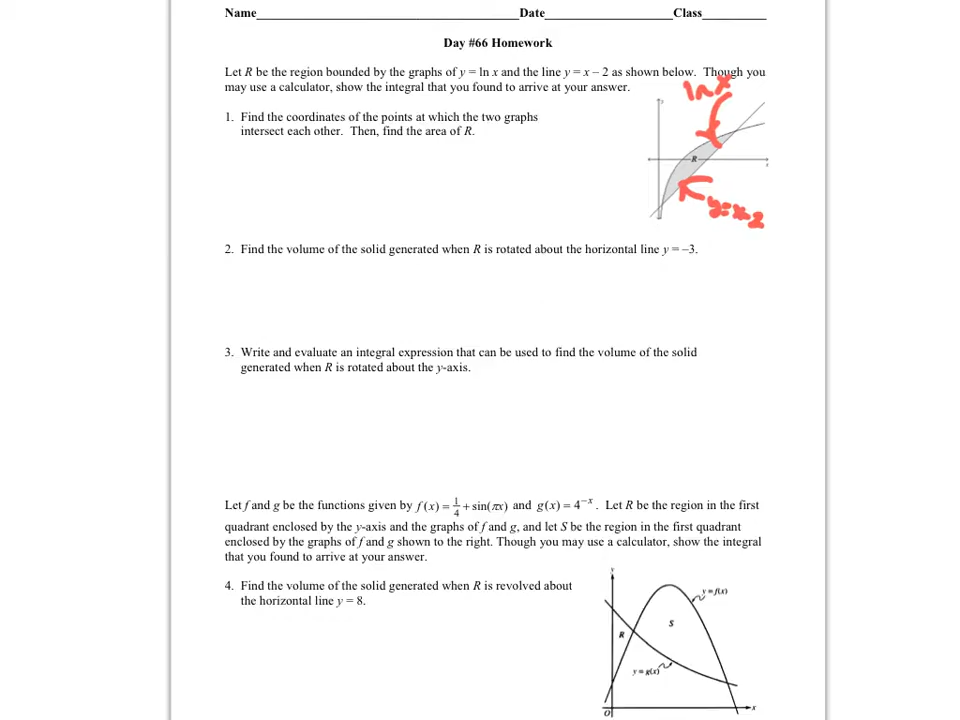 Name____________________Date____________________Class__________
Day #66 Homework
Let R be the region bounded by the graphs of y = ln x and the line y = x – 2 as shown below. Though you
may use a calculator, show the integral that you found to arrive at your answer.
ln x
1. Find the coordinates of the points at which the two graphs
intersect each other. Then, find the area of R.
R
y=x-2
2. Find the volume of the solid generated when R is rotated about the horizontal line y = –3.
3. Write and evaluate an integral expression that can be used to find the volume of the solid
generated when R is rotated about the y-axis.
Let f and g be the functions given by f(x) = 1/4 + sin(πx) and g(x) = 4^–x. Let R be the region in the first
quadrant enclosed by the y-axis and the graphs of f and g, and let S be the region in the first quadrant
enclosed by the graphs of f and g shown to the right. Though you may use a calculator, show the integral
that you found to arrive at your answer.
4. Find the volume of the solid generated when R is revolved about
the horizontal line y = 8.
y
y = f(x)
S
R
y = g(x)
O
x